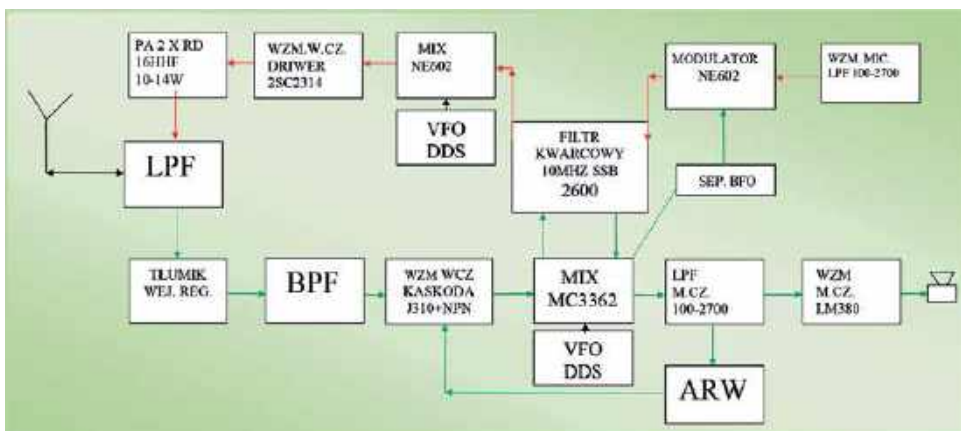 PA 2 X RD
16HHF
10-14W
WZM.W.CZ.
DRIWER
2SC2314
MIX
NE602
MODULATOR
NE602
WZM. MIC.
LPF 100-2700
VFO
DDS
FILTR
KWARCOWY
10MHZ SSB
2600
LPF
SEP. BFO
TŁUMIK
WEJ. REG.
BPF
WZM WCZ
KASKODA
J310+NPN
MIX
MC3362
LPF
M.CZ.
100-2700
WZM
M.CZ.
LM380
VFO
DDS
ARW